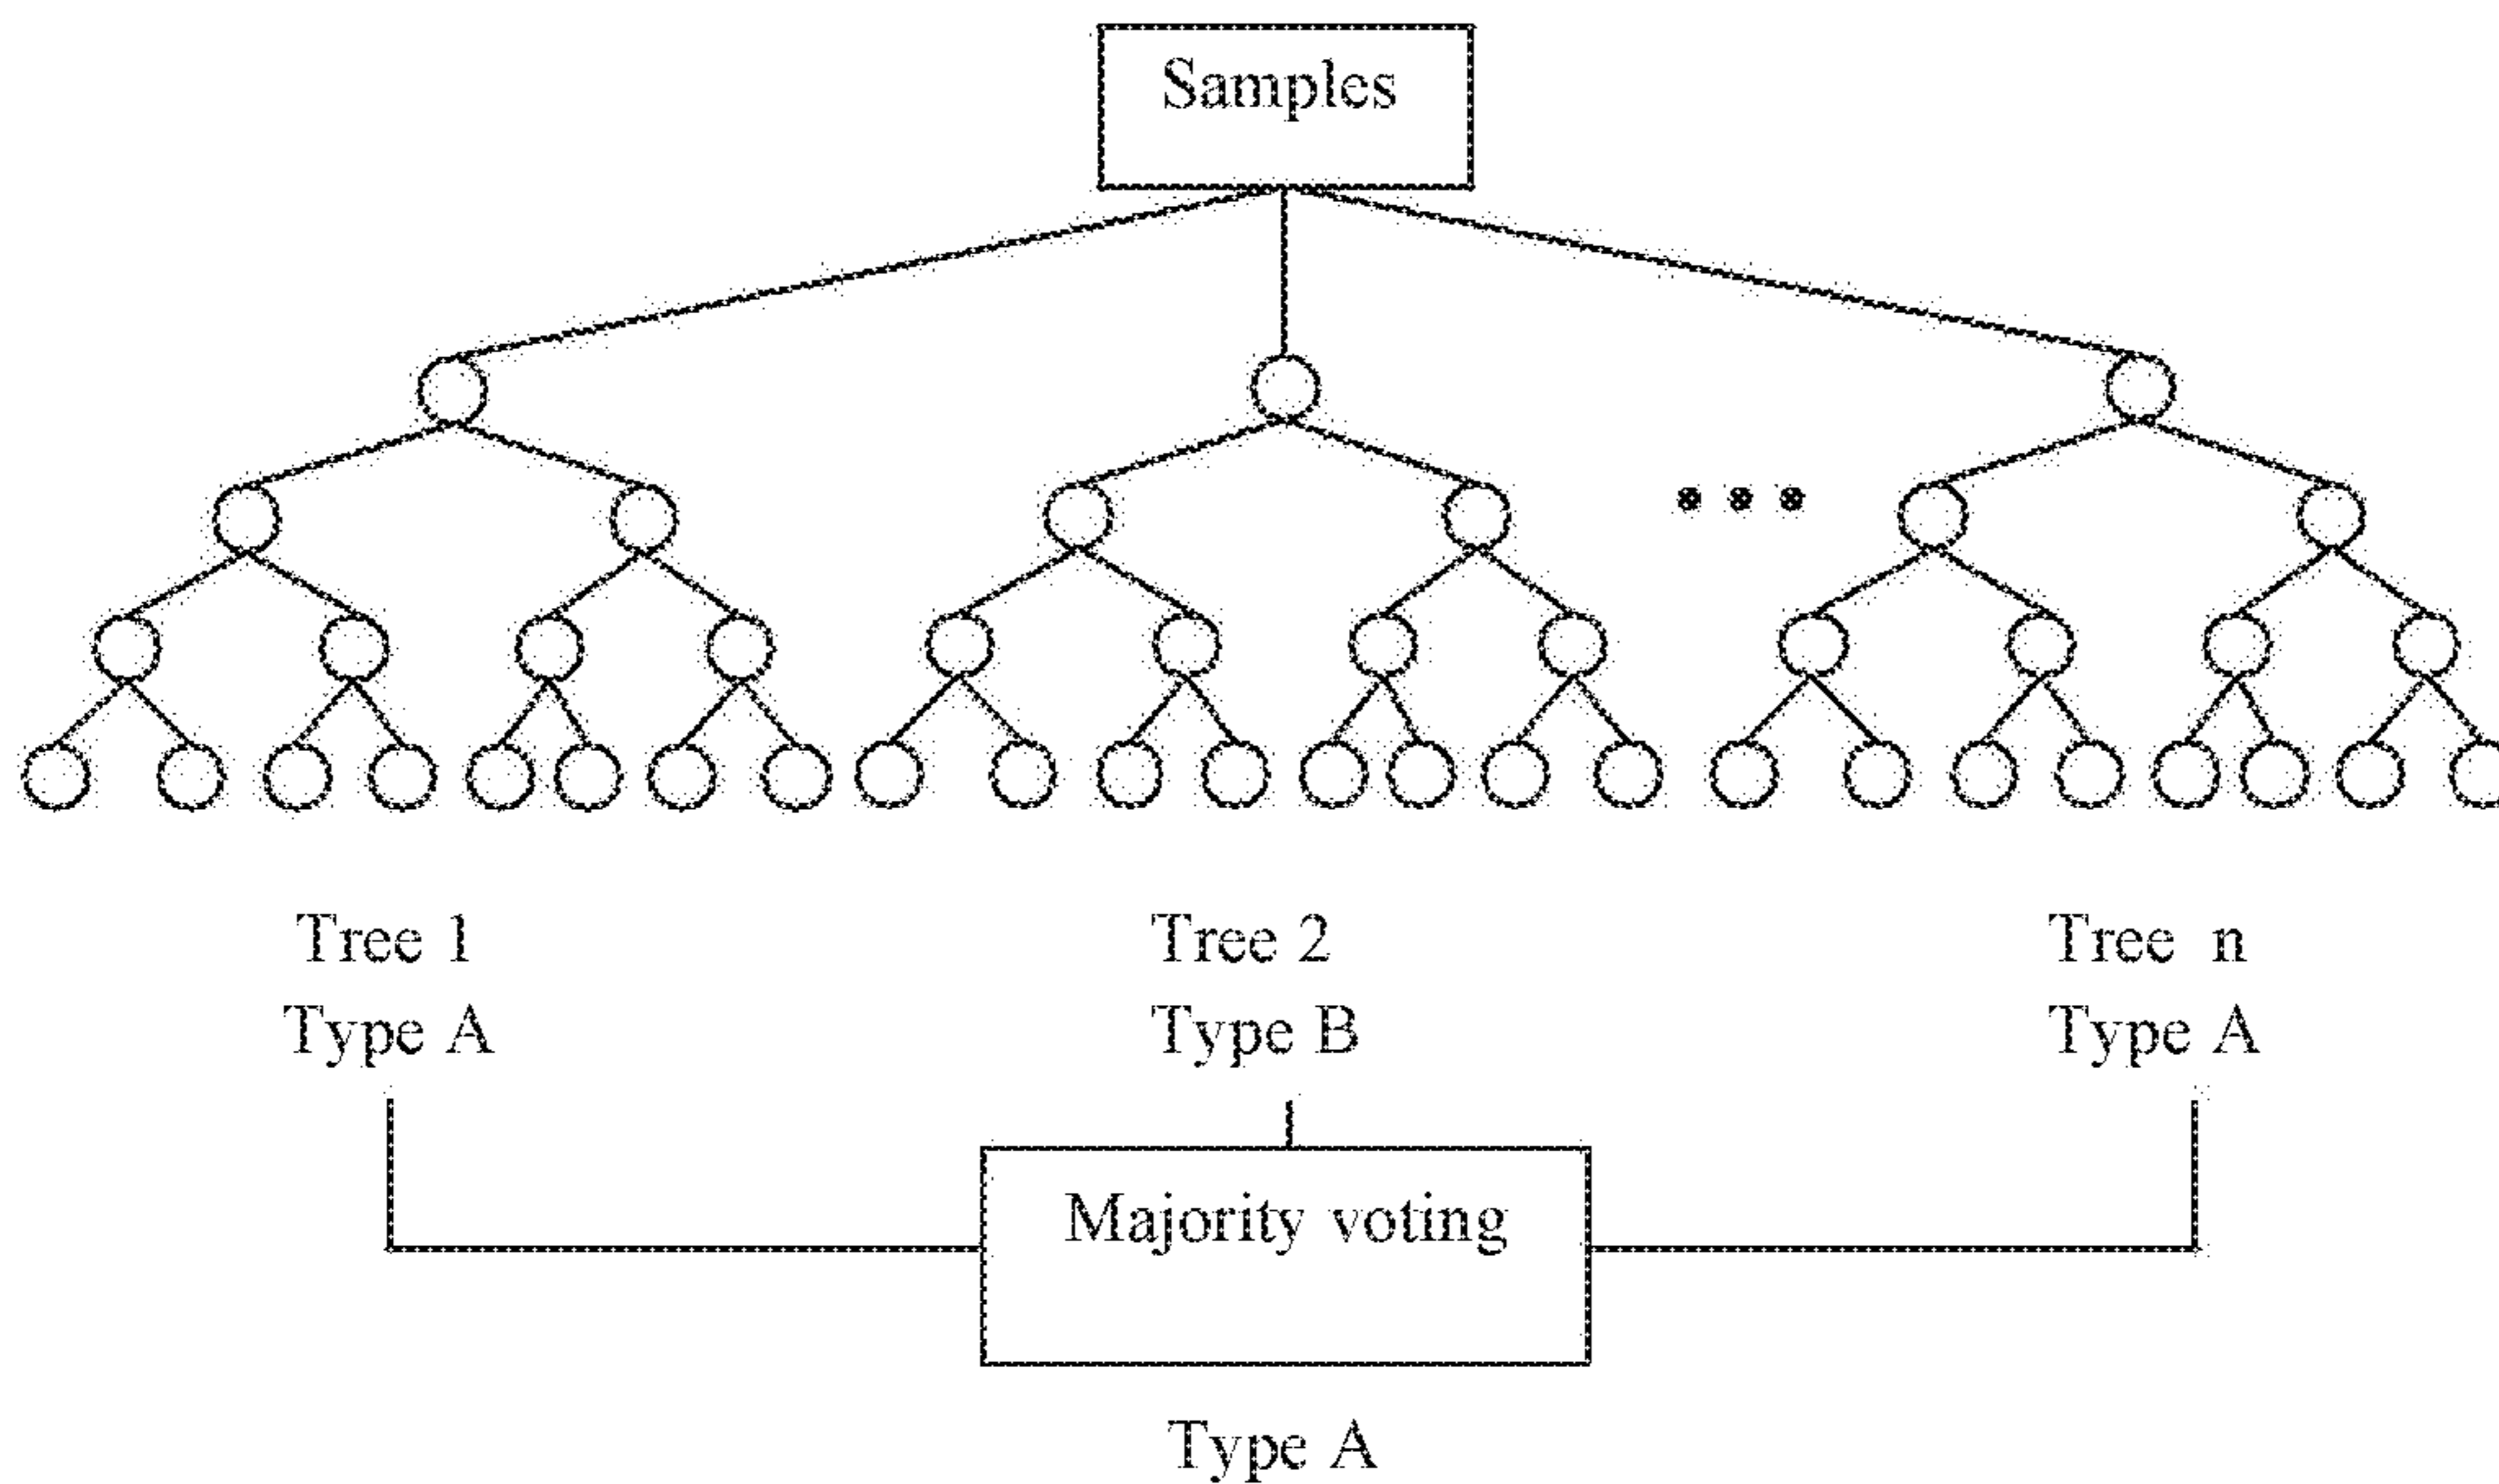 Samples
Tree 1
Type A
Tree 2
Type B
Tree n
Type A
Majority voting
Type A